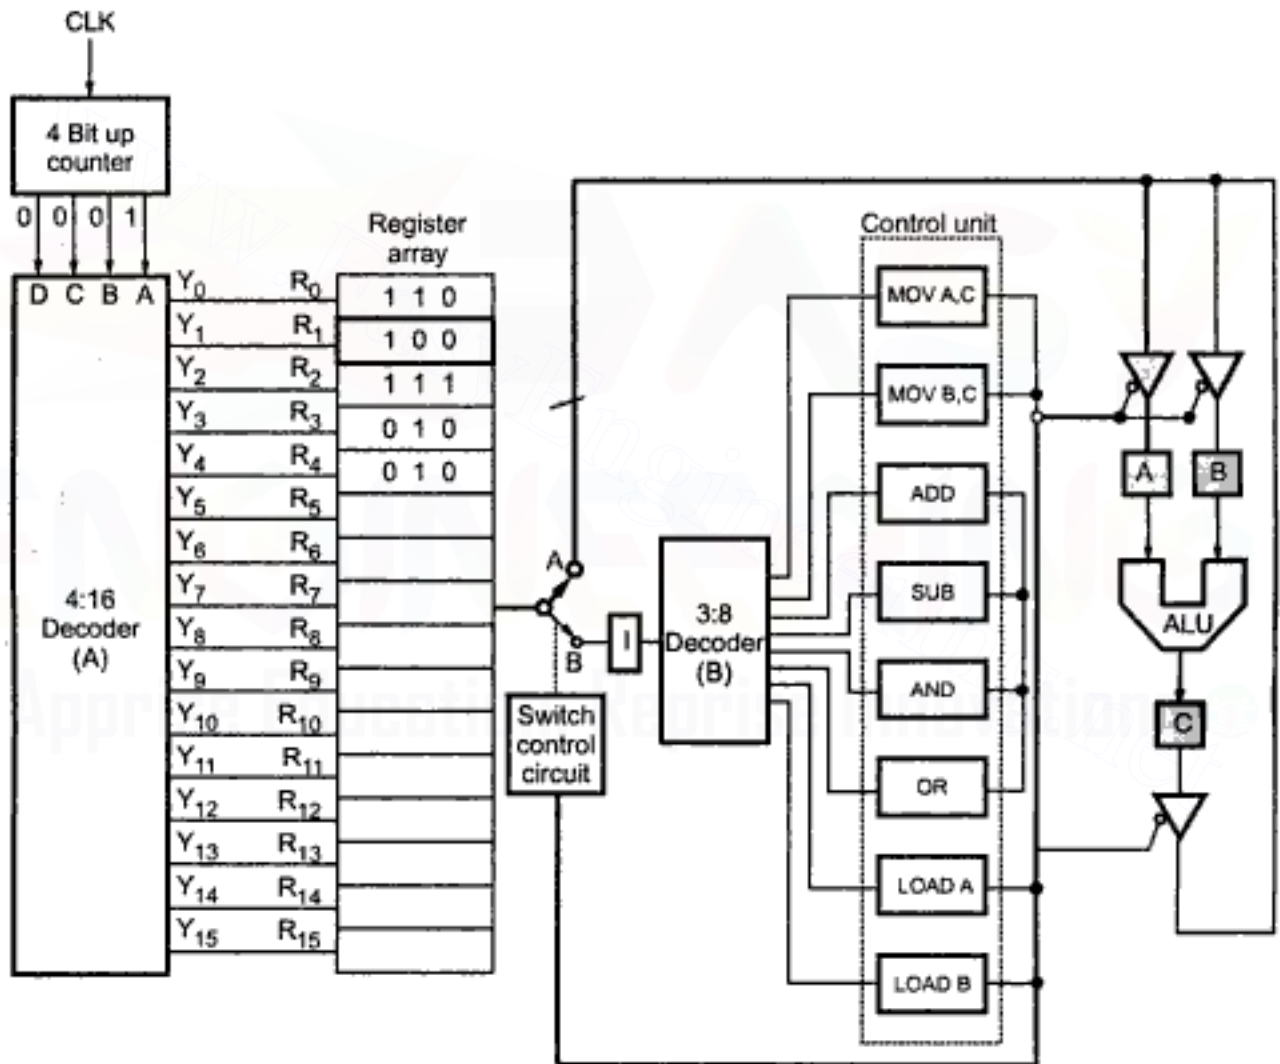 CLK
4 Bit up
counter
0 0 0 1
D C B A
Register
array
Y0 R0 1 1 0
Y1 R1 1 0 0
Y2 R2 1 1 1
Y3 R3 0 1 0
Y4 R4 0 1 0
Y5 R5
Y6 R6
Y7 R7
Y8 R8
Y9 R9
Y10 R10
Y11 R11
Y12 R12
Y13 R13
Y14 R14
Y15 R15
4:16
Decoder
(A)
A
B
I
Switch
control
circuit
3:8
Decoder
(B)
Control unit
MOV A,C
MOV B,C
ADD
SUB
AND
OR
LOAD A
LOAD B
A
B
ALU
C